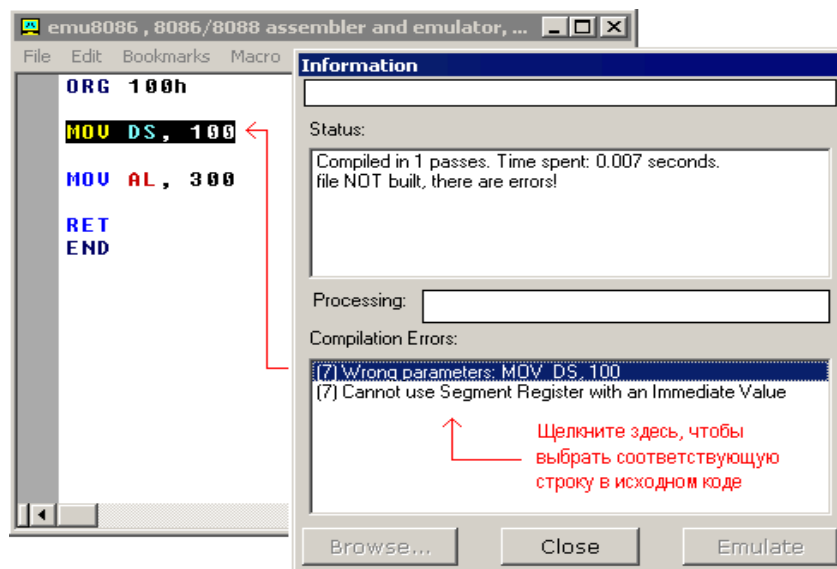 emu8086 , 8086/8088 assembler and emulator, ...
File Edit Bookmarks Macro
ORG 100h
MOV DS, 100
MOV AL, 300
RET
END
Information
Status:
Compiled in 1 passes. Time spent: 0.007 seconds.
file NOT built, there are errors!
Processing:
Compilation Errors:
(7) Wrong parameters: MOV DS, 100
(7) Cannot use Segment Register with an Immediate Value
Щелкните здесь, чтобы
выбрать соответствующую
строку в исходном коде
Browse... Close Emulate